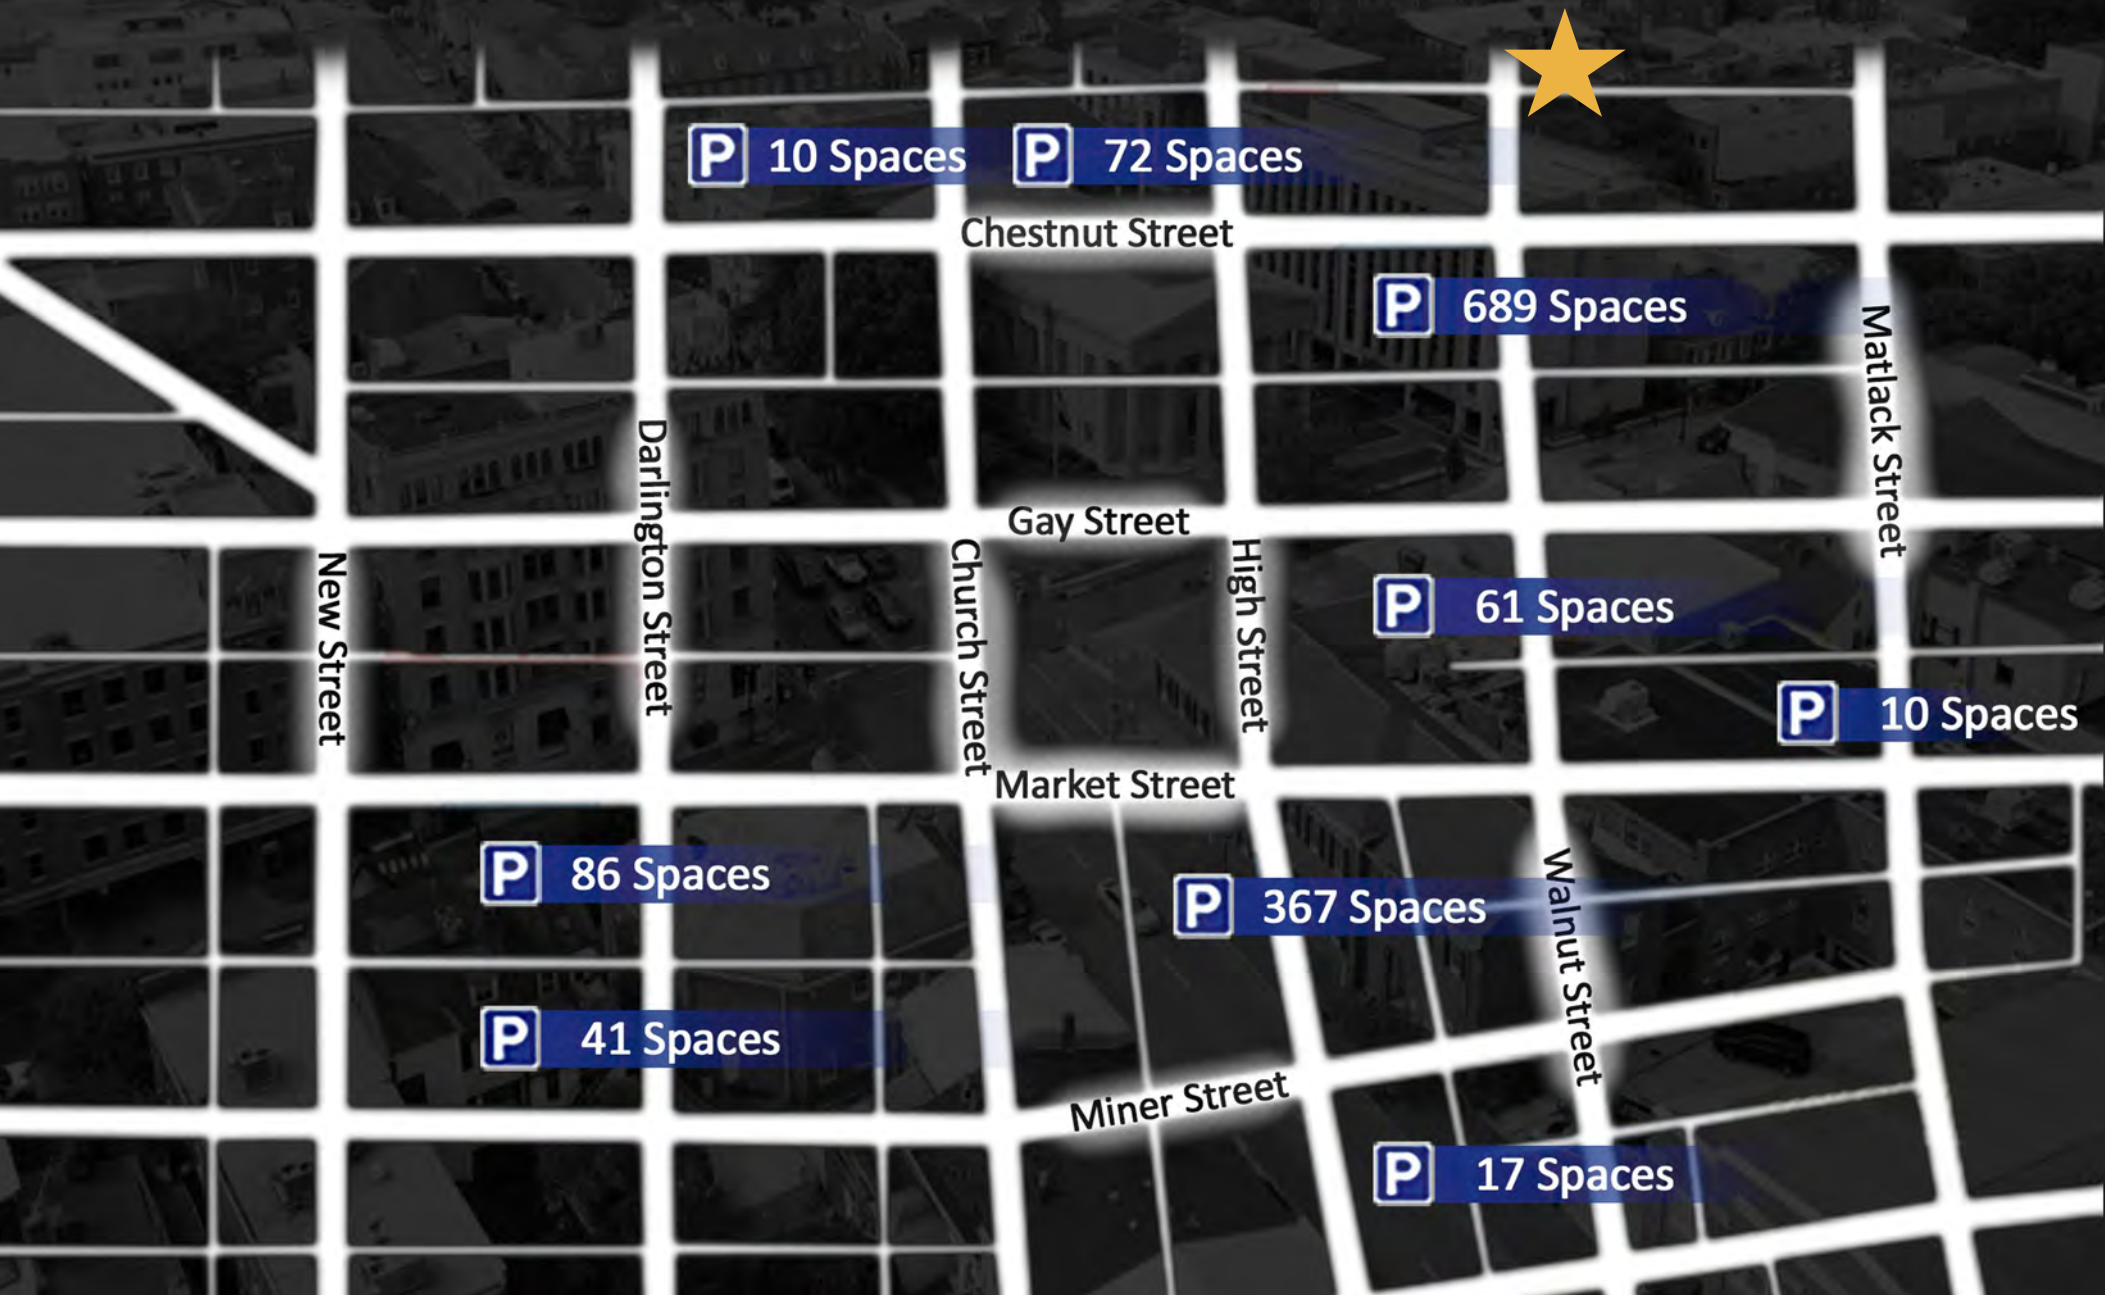 P 10 Spaces
P 72 Spaces
Chestnut Street
P 689 Spaces
Matlack Street
Darlington Street
Gay Street
New Street
Church Street
High Street
P 61 Spaces
P 10 Spaces
Market Street
P 86 Spaces
P 367 Spaces
Walnut Street
P 41 Spaces
Miner Street
P 17 Spaces